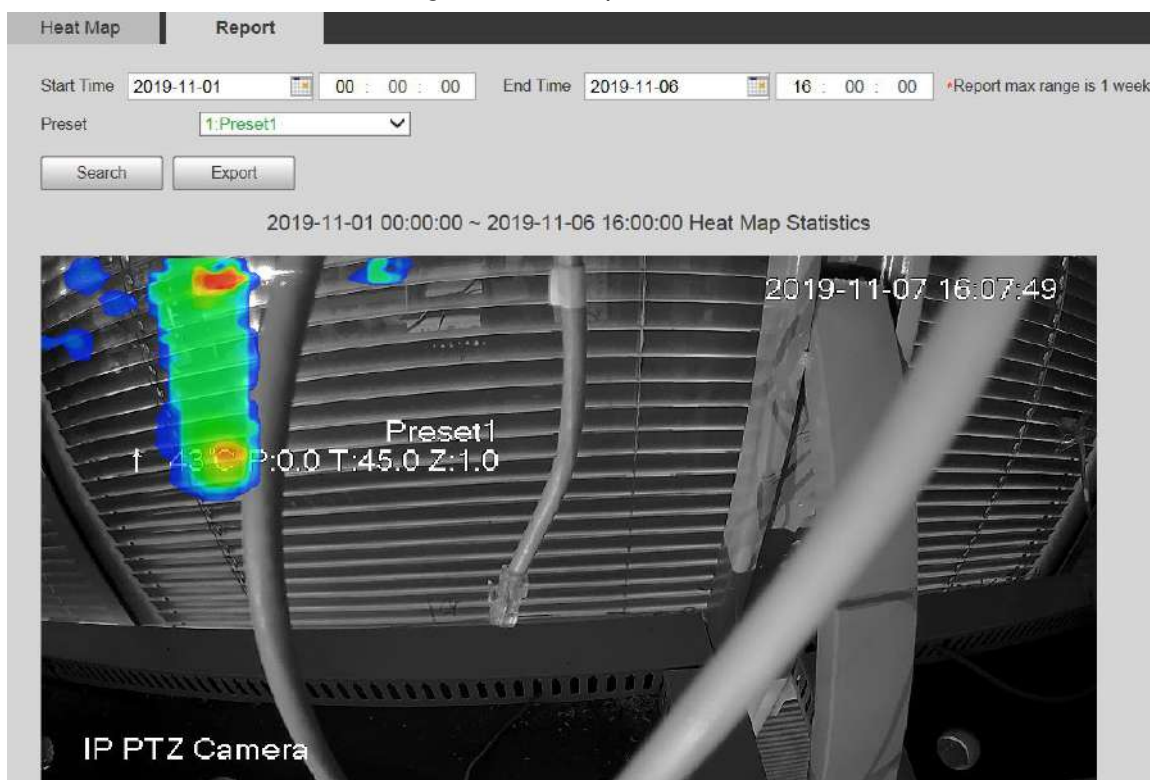 Heat Map Report
Start Time 2019-11-01 00 : 00 : 00 End Time 2019-11-06 16 : 00 : 00 *Report max range is 1 week
Preset 1:Preset1
Search Export
2019-11-01 00:00:00 ~ 2019-11-06 16:00:00 Heat Map Statistics
2019-11-07 16:07:49
Preset1
P:0.0 T:45.0 Z:1.0
IP PTZ Camera